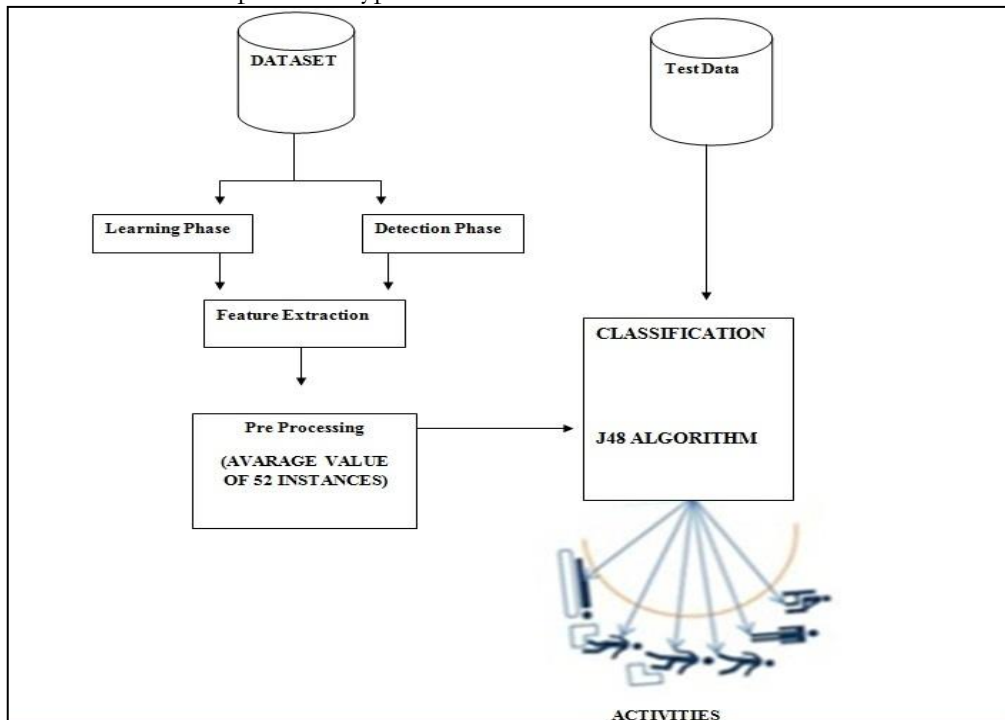 DATASET
Test Data
Learning Phase
Detection Phase
Feature Extraction
CLASSIFICATION
J48 ALGORITHM
Pre Processing
(AVARAGE VALUE
OF 52 INSTANCES)
ACTIVITIES